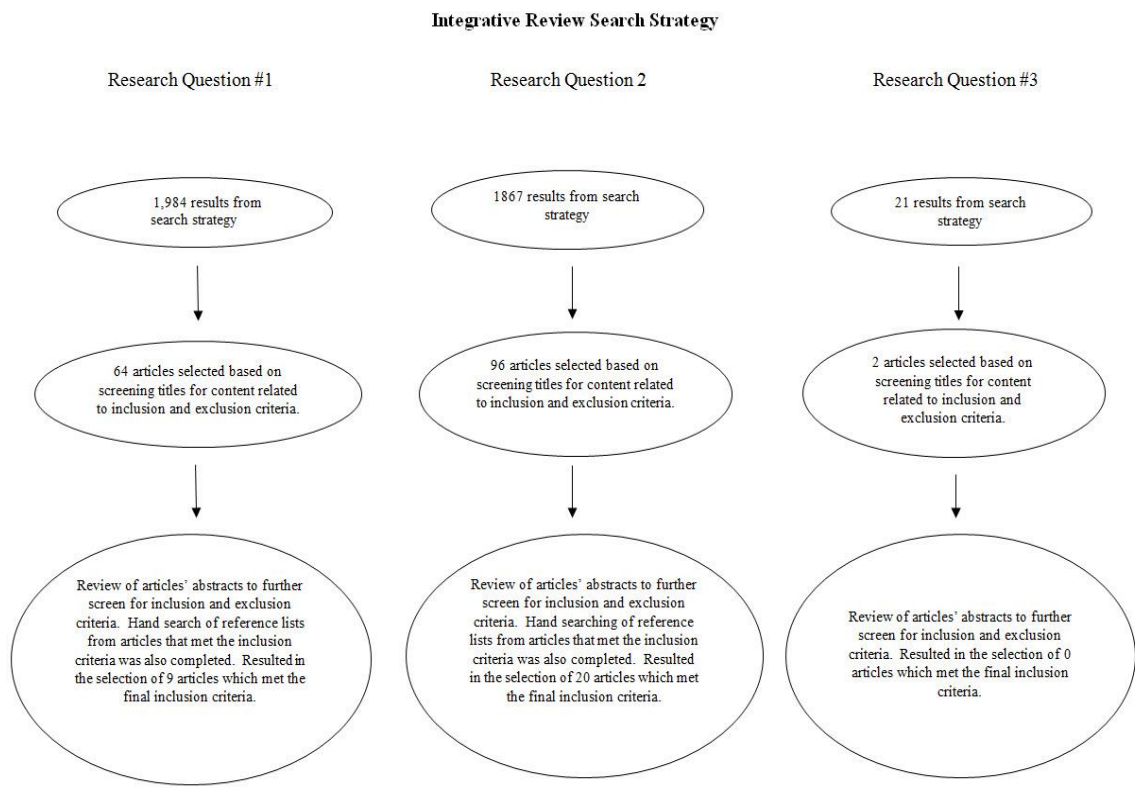 Integrative Review Search Strategy
Research Question #1
Research Question 2
Research Question #3
1,984 results from
search strategy
1867 results from search
strategy
21 results from search
strategy
64 articles selected based on
screening titles for content related
to inclusion and exclusion criteria.
96 articles selected based on
screening titles for content related
to inclusion and exclusion criteria.
2 articles selected based on
screening titles for content
related to inclusion and
exclusion criteria.
Review of articles’ abstracts to further
screen for inclusion and exclusion
criteria. Hand search of reference lists
from articles that met the inclusion
criteria was also completed. Resulted in
the selection of 9 articles which met the
final inclusion criteria.
Review of articles’ abstracts to further
screen for inclusion and exclusion
criteria. Hand searching of reference
lists from articles that met the inclusion
criteria was also completed. Resulted
in the selection of 20 articles which met
the final inclusion criteria.
Review of articles’ abstracts to further
screen for inclusion and exclusion
criteria. Resulted in the selection of 0
articles which met the final inclusion
criteria.